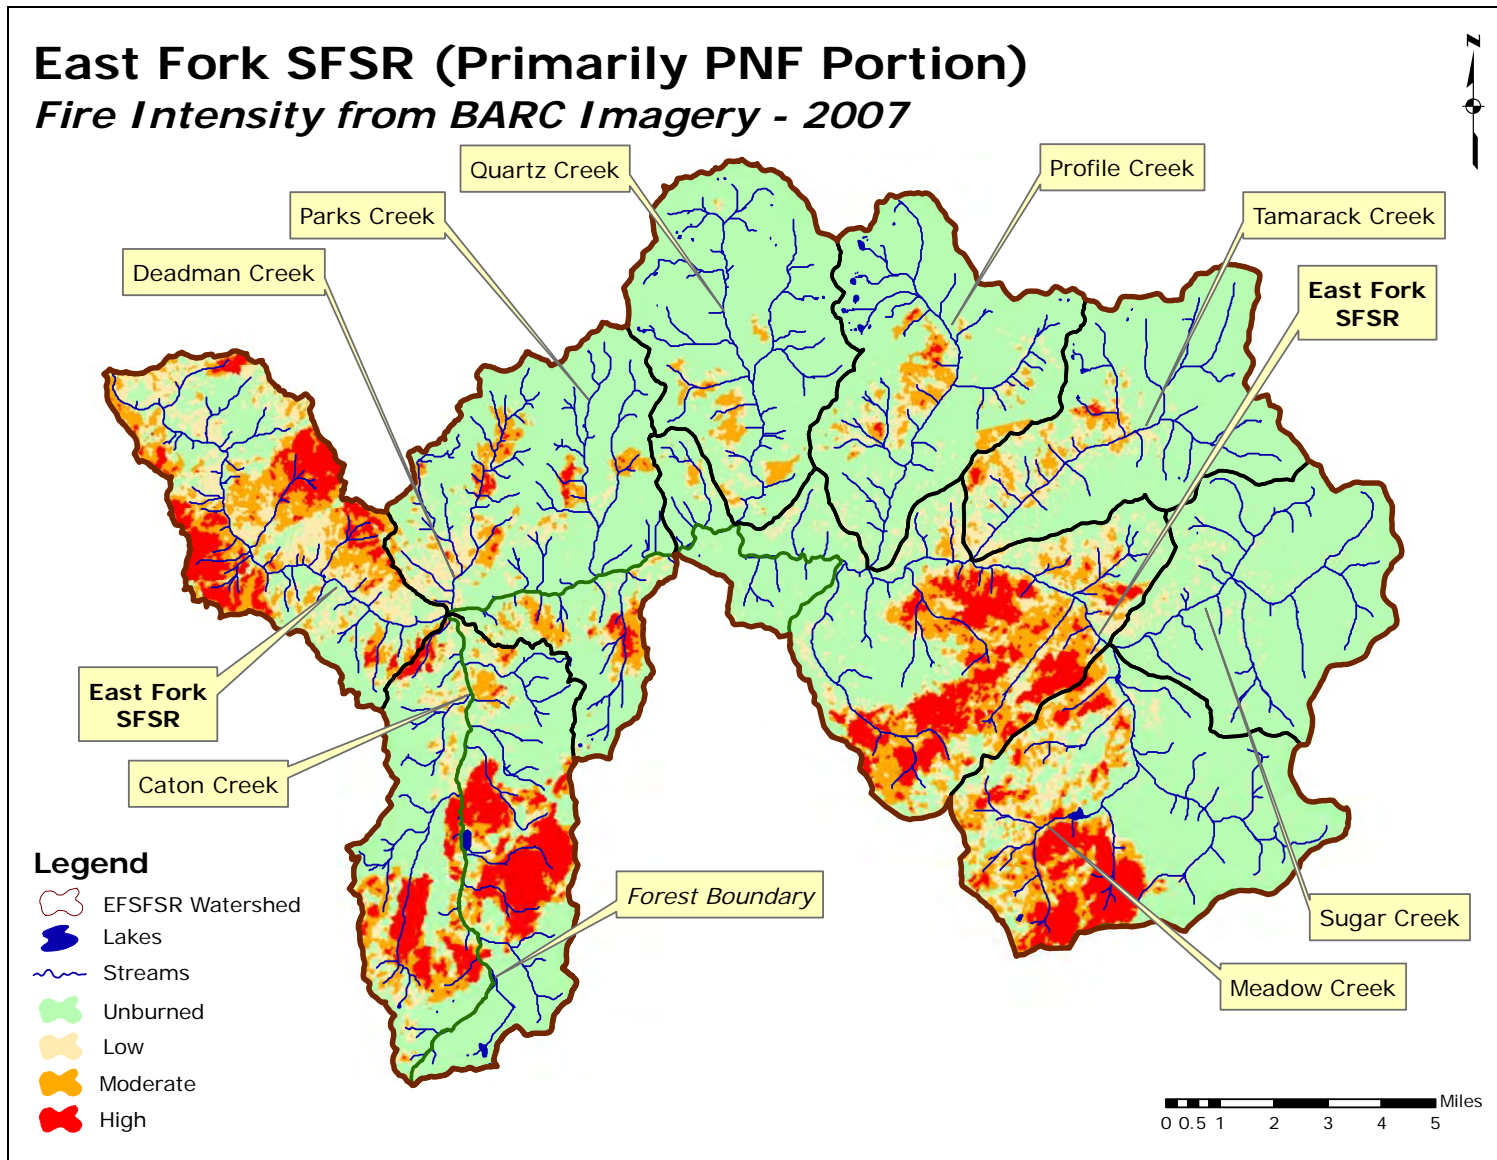 East Fork SFSR (Primarily PNF Portion)
Fire Intensity from BARC Imagery - 2007
N
Quartz Creek
Profile Creek
Parks Creek
Tamarack Creek
Deadman Creek
East Fork
SFSR
East Fork
SFSR
Caton Creek
Forest Boundary
Sugar Creek
Meadow Creek
Legend
EFSFSR Watershed
Lakes
Streams
Unburned
Low
Moderate
High
Miles
0 0.5 1 2 3 4 5